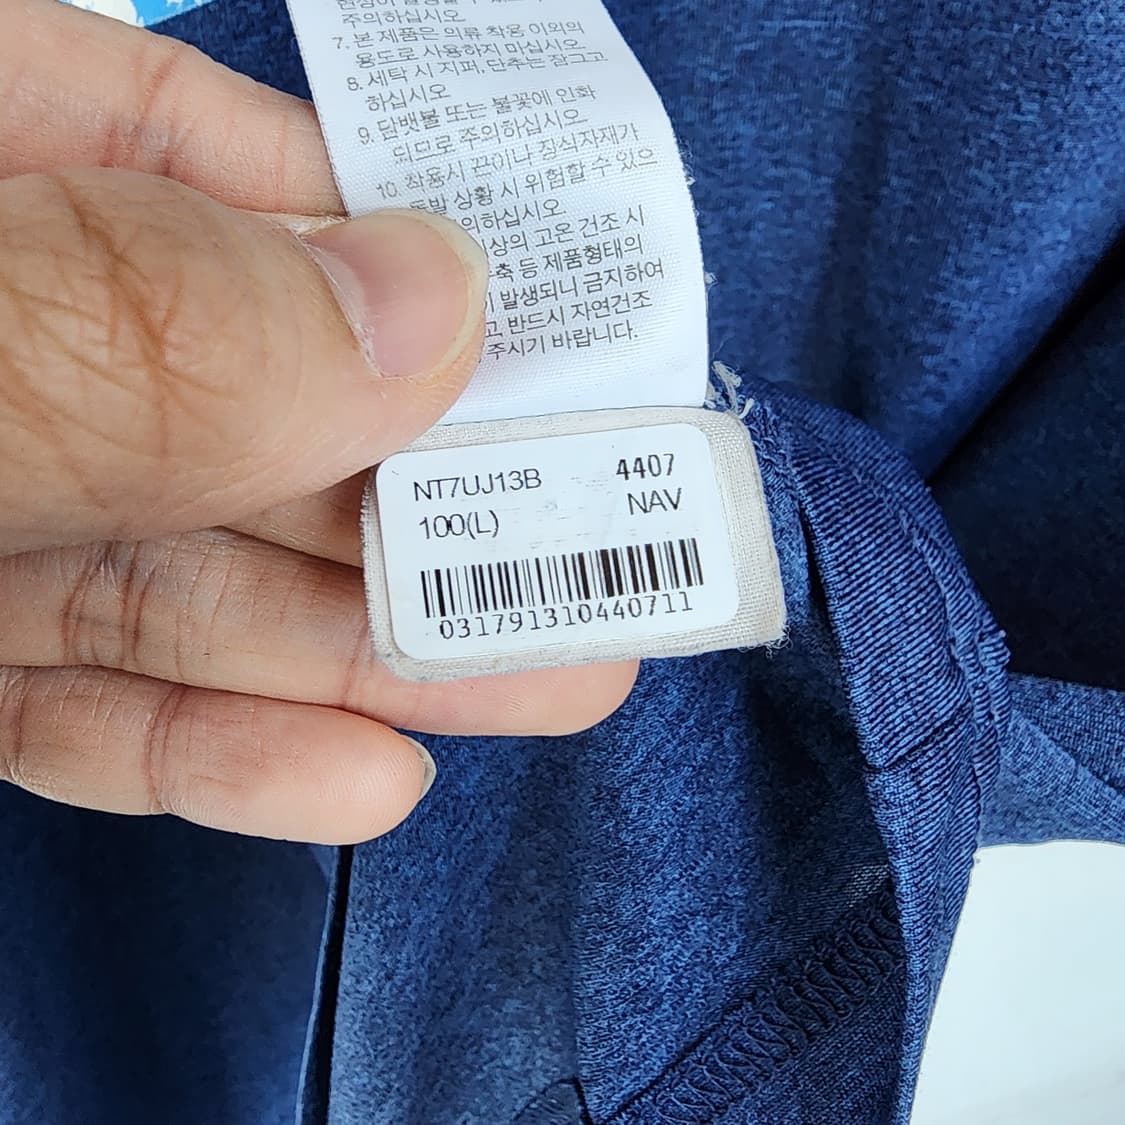 주의하십시오
7. 본 제품은 의류 착용 이외의
용도로 사용하지 마십시오
8. 세탁 시 지퍼, 단추는 잠그고
하십시오
9. 담뱃불 또는 불꽃에 인화
되므로 주의하십시오
10. 착용시 끈이나 장식자재가
돌발 상황 시 위험할 수 있으
의하십시오
상의 고온 건조 시
축 등 제품형태의
발생되니 금지하여
고 반드시 자연건조
주시기 바랍니다.
NT7UJ13B 4407
100(L) NAV
031791310440711